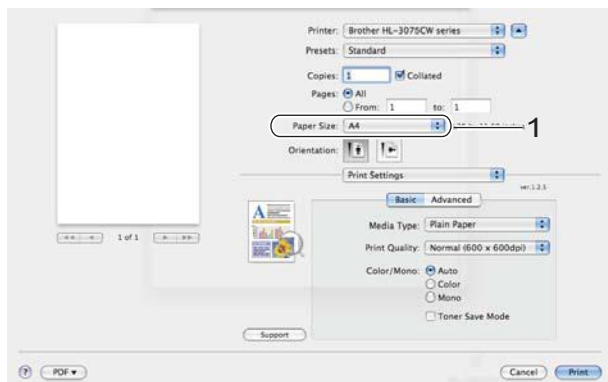 Printer: Brother HL-3075CW series
Presets: Standard
Copies: 1 Collated
Pages: All
From: 1 to: 1
Paper Size: A4 1
Orientation:
Print Settings
ver.1.2.1
Basic Advanced
Media Type: Plain Paper
1 of 1
Print Quality: Normal (600 x 600dpi)
Color/Mono: Auto
Color
Mono
Toner Save Mode
Support
? PDF Cancel Print